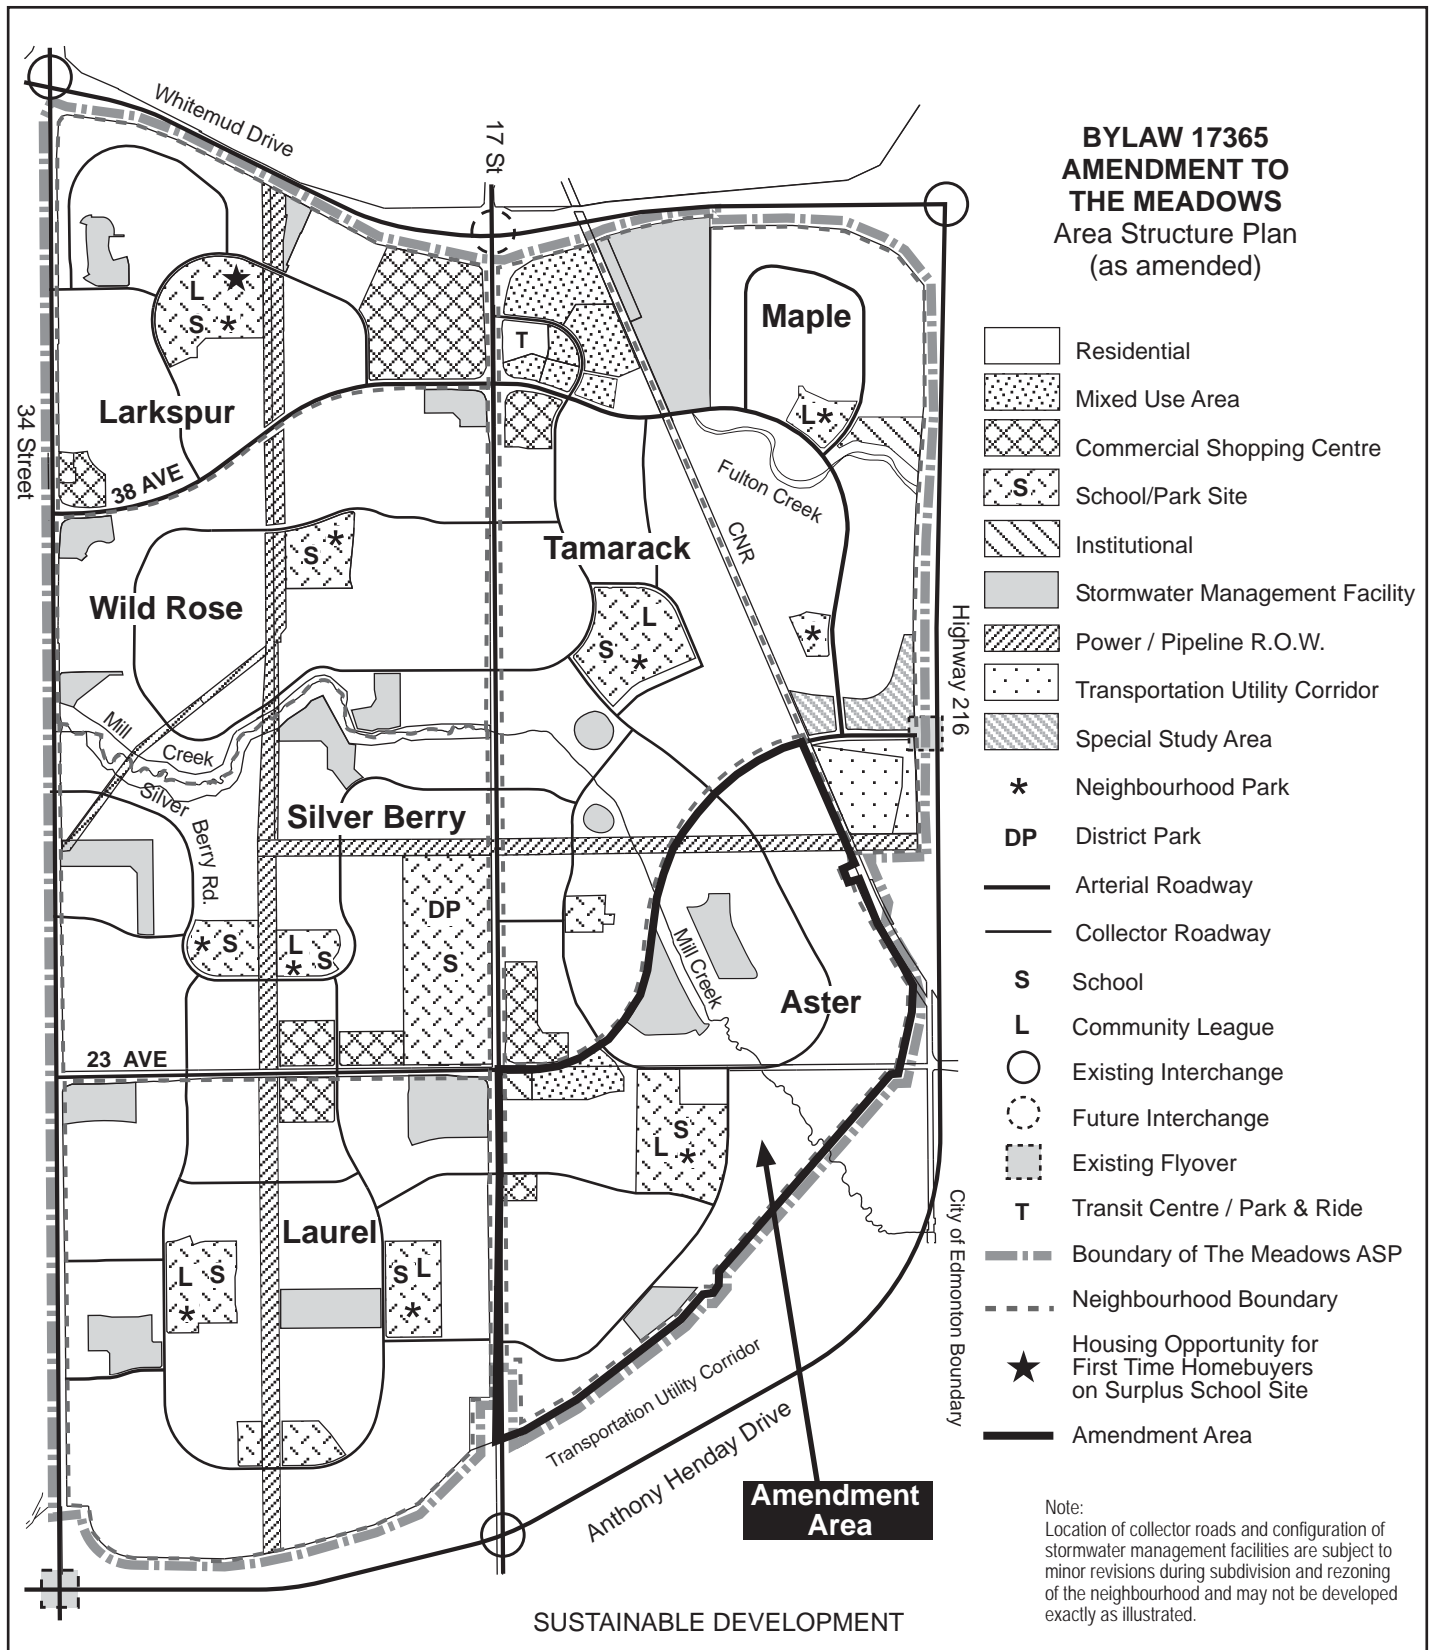 BYLAW 17365
AMENDMENT TO
THE MEADOWS
Area Structure Plan
(as amended)
Residential
Mixed Use Area
Commercial Shopping Centre
S
School/Park Site
Institutional
Stormwater Management Facility
Power / Pipeline R.O.W.
Transportation Utility Corridor
Special Study Area
* Neighbourhood Park
DP District Park
Arterial Roadway
Collector Roadway
S School
L Community League
Existing Interchange
Future Interchange
Existing Flyover
T Transit Centre / Park & Ride
Boundary of The Meadows ASP
Neighbourhood Boundary
Housing Opportunity for
First Time Homebuyers
on Surplus School Site
Amendment Area
Note:
Location of collector roads and configuration of
stormwater management facilities are subject to
minor revisions during subdivision and rezoning
of the neighbourhood and may not be developed
exactly as illustrated.
Whitemud Drive
17 St
34 Street
L
S *
T
Maple
L*
Larkspur
38 AVE
Fulton Creek
CNR
S *
Tamarack
Wild Rose
L
S *
*
Highway 216
Mill
Creek
Silver
Berry Rd.
Silver Berry
DP
S
* S
L
* S
Mill Creek
Aster
23 AVE
S
L *
Laurel
L S
*
S L
*
City of Edmonton Boundary
Transportation Utility Corridor
Anthony Henday Drive
Amendment
Area
SUSTAINABLE DEVELOPMENT